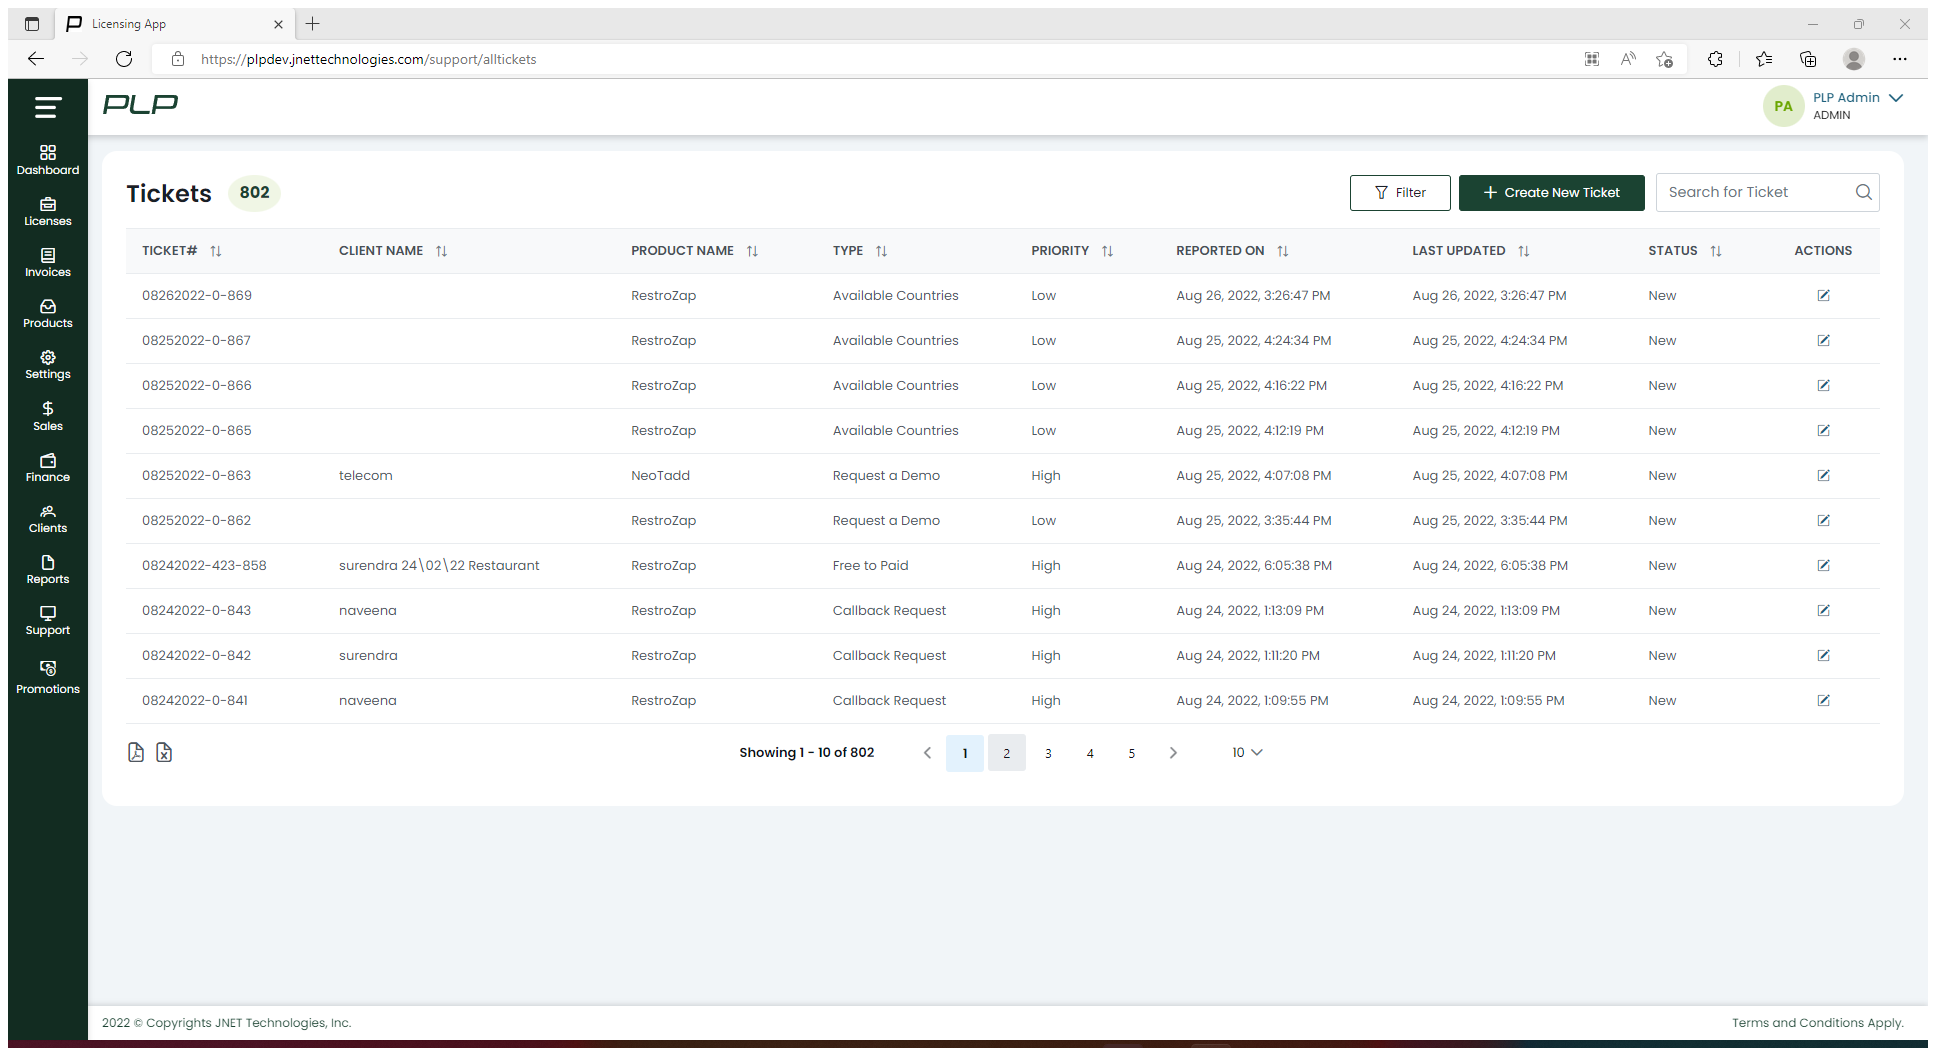 Licensing App
https://plpdev.jnettechnologies.com/support/alltickets
PLP
PA
PLP Admin
ADMIN
Dashboard
Licenses
Invoices
Products
Settings
Sales
Finance
Clients
Reports
Support
Promotions
Tickets 802
Filter
Create New Ticket
Search for Ticket
TICKET# CLIENT NAME PRODUCT NAME TYPE PRIORITY REPORTED ON LAST UPDATED STATUS ACTIONS
08262022-0-869 RestroZap Available Countries Low Aug 26, 2022, 3:26:47 PM Aug 26, 2022, 3:26:47 PM New
08252022-0-867 RestroZap Available Countries Low Aug 25, 2022, 4:24:34 PM Aug 25, 2022, 4:24:34 PM New
08252022-0-866 RestroZap Available Countries Low Aug 25, 2022, 4:16:22 PM Aug 25, 2022, 4:16:22 PM New
08252022-0-865 RestroZap Available Countries Low Aug 25, 2022, 4:12:19 PM Aug 25, 2022, 4:12:19 PM New
08252022-0-863 telecom NeoTadd Request a Demo High Aug 25, 2022, 4:07:08 PM Aug 25, 2022, 4:07:08 PM New
08252022-0-862 RestroZap Request a Demo Low Aug 25, 2022, 3:35:44 PM Aug 25, 2022, 3:35:44 PM New
08242022-423-858 surendra 24\02\22 Restaurant RestroZap Free to Paid High Aug 24, 2022, 6:05:38 PM Aug 24, 2022, 6:05:38 PM New
08242022-0-843 naveena RestroZap Callback Request High Aug 24, 2022, 1:13:09 PM Aug 24, 2022, 1:13:09 PM New
08242022-0-842 surendra RestroZap Callback Request High Aug 24, 2022, 1:11:20 PM Aug 24, 2022, 1:11:20 PM New
08242022-0-841 naveena RestroZap Callback Request High Aug 24, 2022, 1:09:55 PM Aug 24, 2022, 1:09:55 PM New
Showing 1 - 10 of 802 1 2 3 4 5 10
2022 © Copyrights JNET Technologies, Inc.
Terms and Conditions Apply.